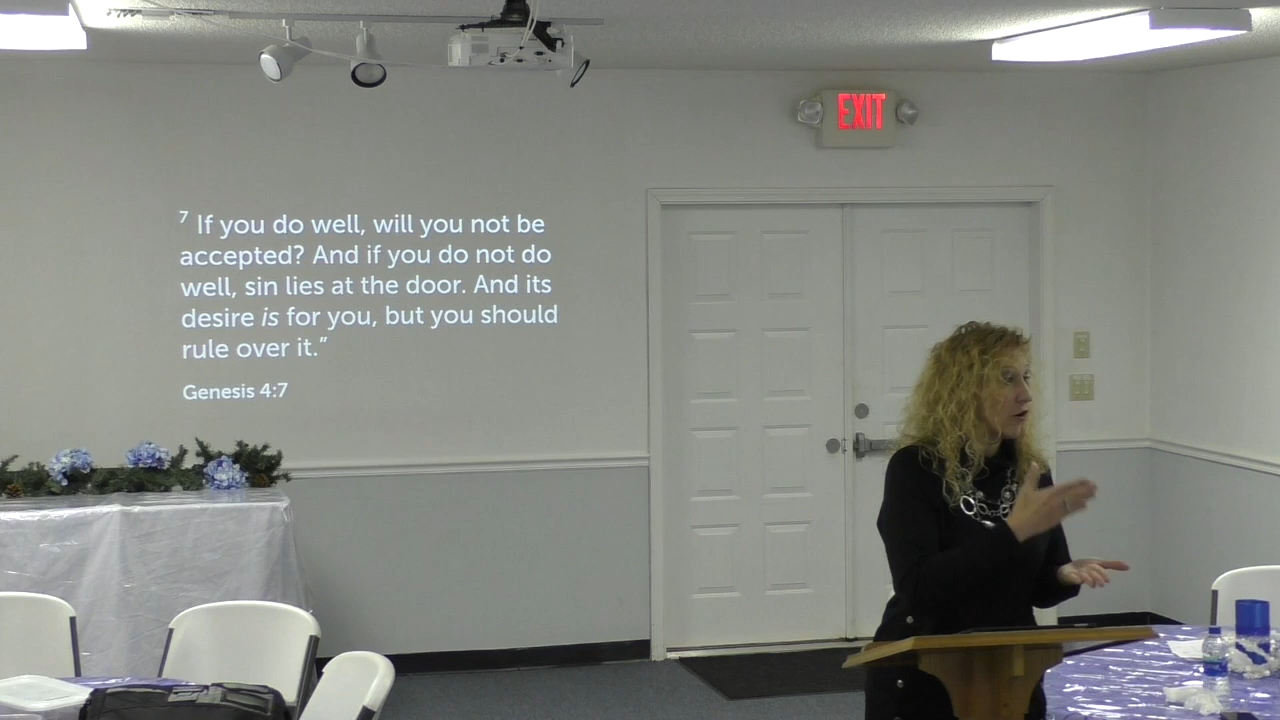 EXIT
⁷ If you do well, will you not be
accepted? And if you do not do
well, sin lies at the door. And its
desire is for you, but you should
rule over it.”
Genesis 4:7